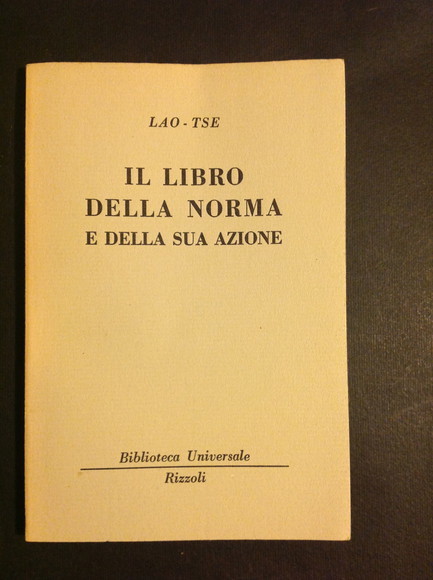 LAO - TSE
IL LIBRO
DELLA NORMA
E DELLA SUA AZIONE
Biblioteca Universale
Rizzoli